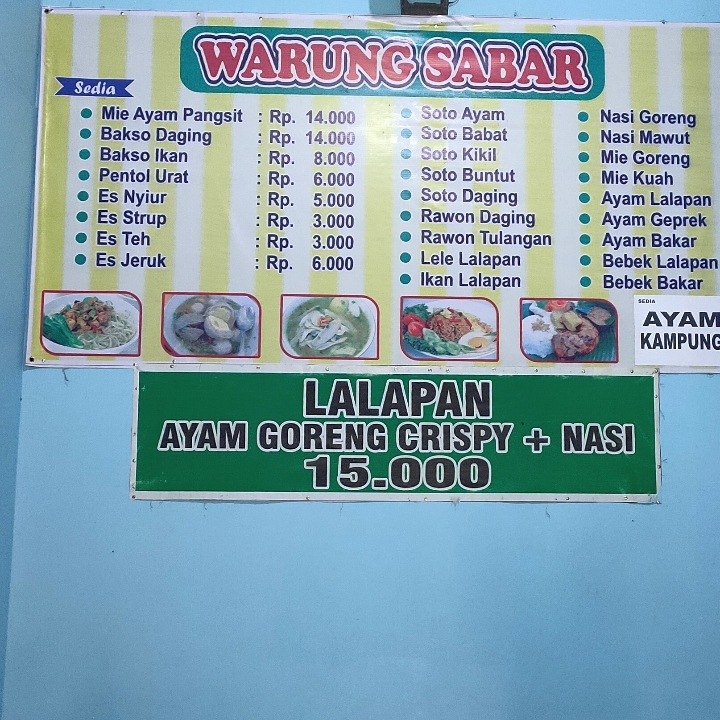 WARUNG SABAR
Sedia
Mie Ayam Pangsit : Rp. 14.000
Bakso Daging : Rp. 14.000
Bakso Ikan : Rp. 8.000
Pentol Urat : Rp. 6.000
Es Nyiur : Rp. 5.000
Es Strup : Rp. 3.000
Es Teh : Rp. 3.000
Es Jeruk : Rp. 6.000
Soto Ayam
Soto Babat
Soto Kikil
Soto Buntut
Soto Daging
Rawon Daging
Rawon Tulangan
Lele Lalapan
Ikan Lalapan
Nasi Goreng
Nasi Mawut
Mie Goreng
Mie Kuah
Ayam Lalapan
Ayam Geprek
Ayam Bakar
Bebek Lalapan
Bebek Bakar
SEDIA
AYAM
KAMPUNG
LALAPAN
AYAM GORENG CRISPY + NASI
15.000